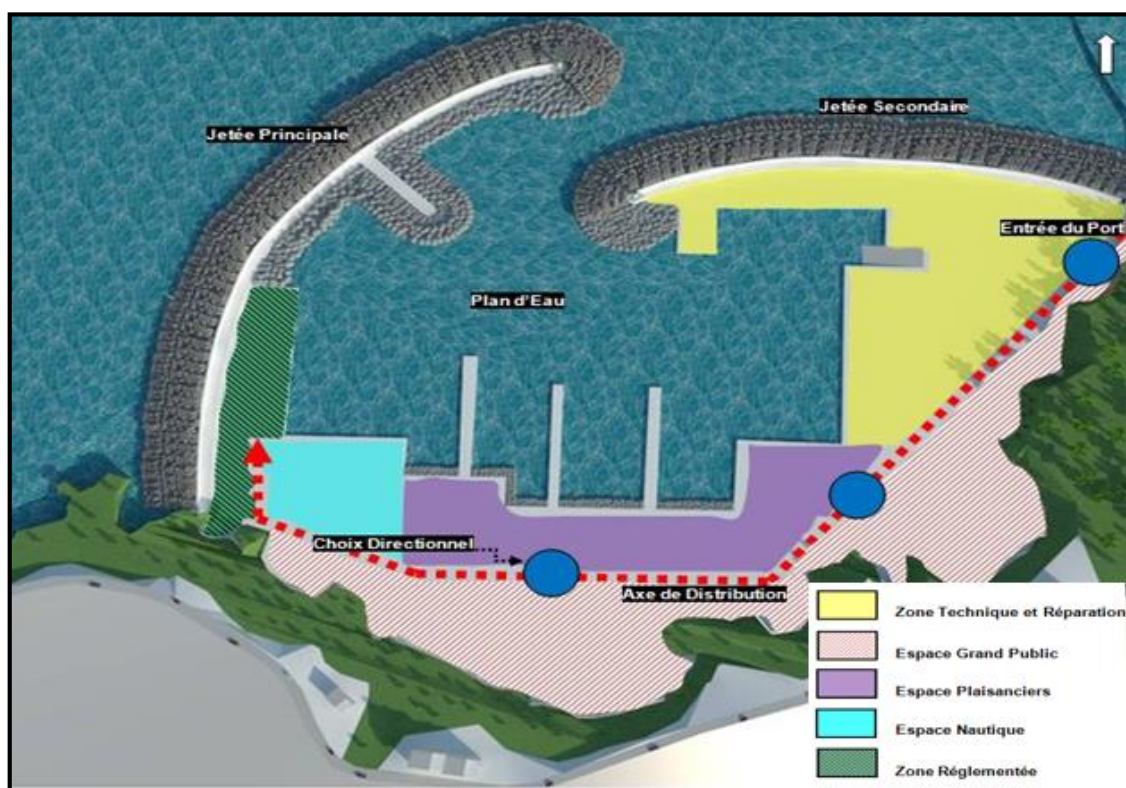 Jetée Principale
Jetée Secondaire
Entrée du Port
Plan d'Eau
Choix Directionnel
Axe de Distribution
Zone Technique et Réparation
Espace Grand Public
Espace Plaisanciers
Espace Nautique
Zone Réglementée